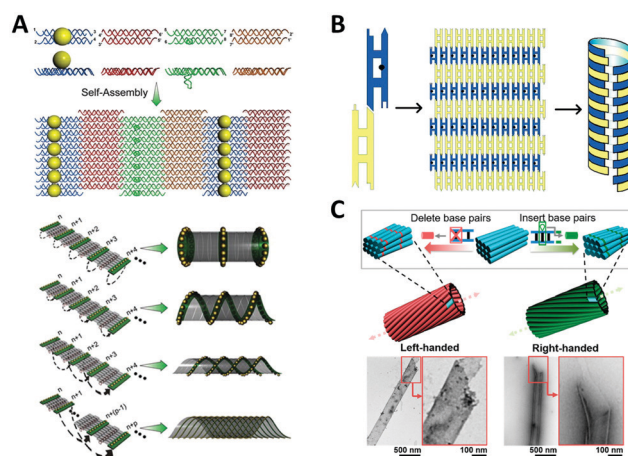 A
Self-Assembly
n
n+1
n+2
n+3
n+4
n
n+1
n+2
n+3
n+4
n
n+1
n+2
n+3
n+4
n
n+1
n+(p-1)
n+p
B
C
Delete base pairs
Insert base pairs
Left-handed
Right-handed
500 nm
100 nm
500 nm
100 nm